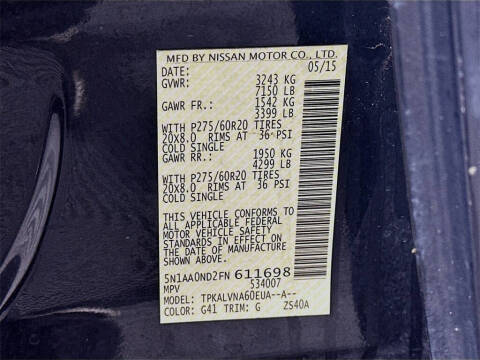 MFD BY NISSAN MOTOR CO., LTD.
DATE: 05/15
GVWR: 3243 KG
7150 LB
GAWR FR.: 1542 KG
3399 LB
WITH P275/60R20 TIRES
20X8.0 RIMS AT 36 PSI
COLD SINGLE
GAWR RR.: 1950 KG
4299 LB
WITH P275/60R20 TIRES
20X8.0 RIMS AT 36 PSI
COLD SINGLE
THIS VEHICLE CONFORMS TO
ALL APPLICABLE FEDERAL
MOTOR VEHICLE SAFETY
STANDARDS IN EFFECT ON
THE DATE OF MANUFACTURE
SHOWN ABOVE.
5N1AA0ND2FN 611698
MPV 534007
MODEL: TPKALVNA60EUA--A--
COLOR: G41 TRIM: G ZS40A